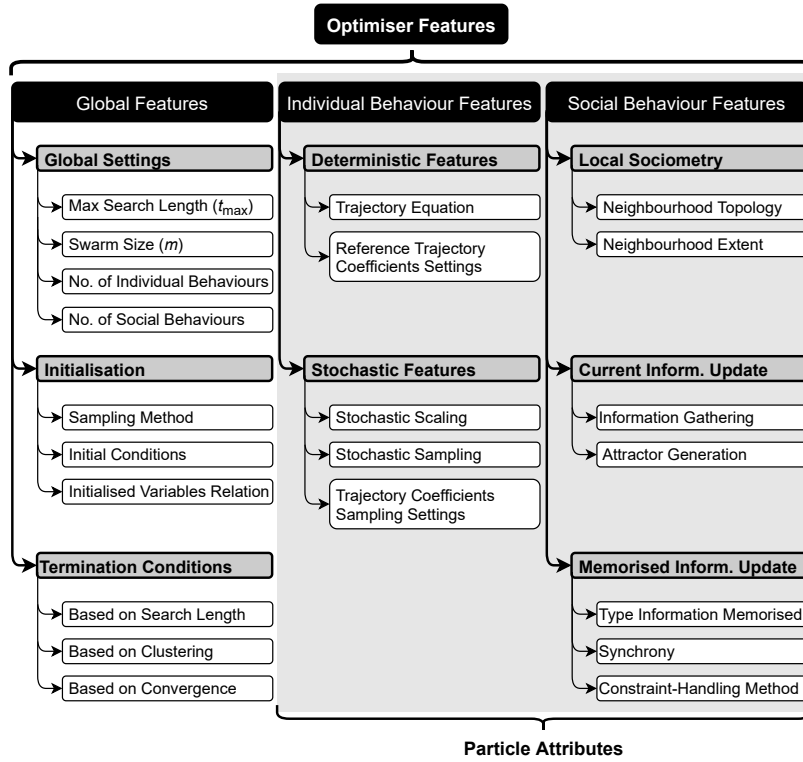 Optimiser Features
Global Features
Global Settings
Max Search Length (tmax)
Swarm Size (m)
No. of Individual Behaviours
No. of Social Behaviours
Initialisation
Sampling Method
Initial Conditions
Initialised Variables Relation
Termination Conditions
Based on Search Length
Based on Clustering
Based on Convergence
Individual Behaviour Features
Deterministic Features
Trajectory Equation
Reference Trajectory
Coefficients Settings
Stochastic Features
Stochastic Scaling
Stochastic Sampling
Trajectory Coefficients
Sampling Settings
Social Behaviour Features
Local Sociometry
Neighbourhood Topology
Neighbourhood Extent
Current Inform. Update
Information Gathering
Attractor Generation
Memorised Inform. Update
Type Information Memorised
Synchrony
Constraint-Handling Method
Particle Attributes